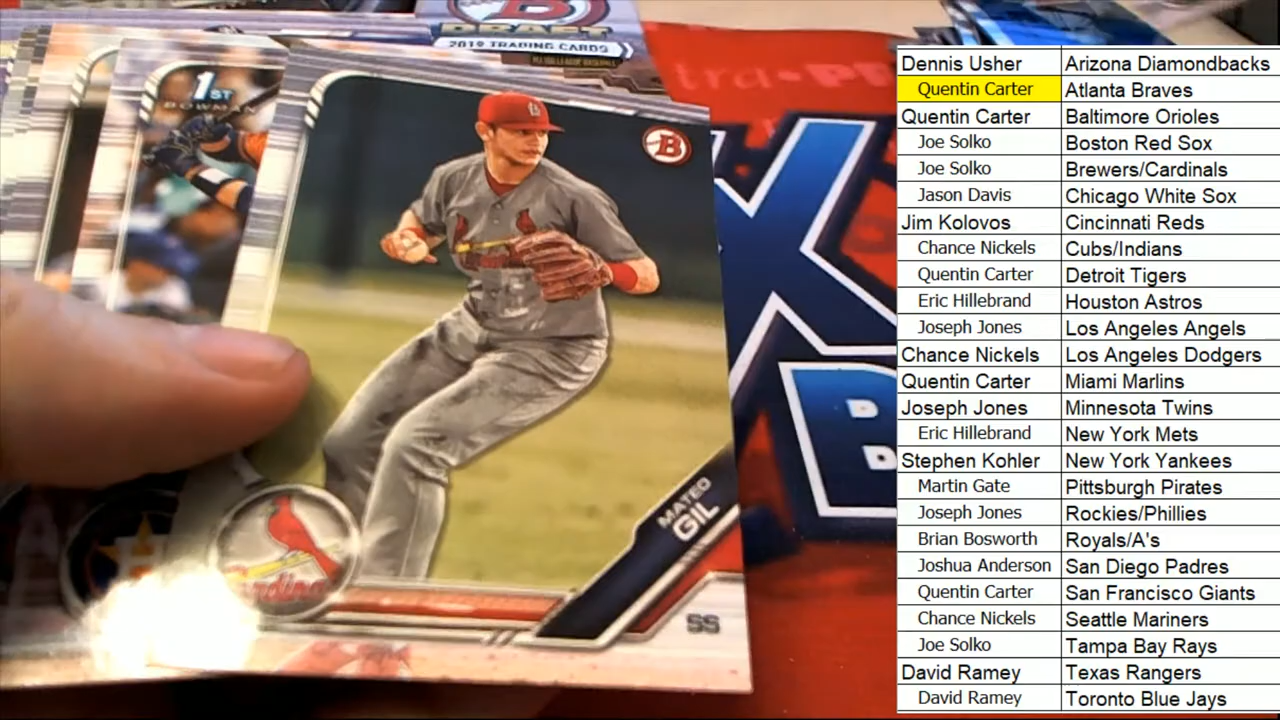 DRAFT
2019 TRADING CARDS
1ST
BOWMAN
B
MATEO
GIL
SS
Cardinals
Dennis Usher Arizona Diamondbacks
Quentin Carter Atlanta Braves
Quentin Carter Baltimore Orioles
Joe Solko Boston Red Sox
Joe Solko Brewers/Cardinals
Jason Davis Chicago White Sox
Jim Kolovos Cincinnati Reds
Chance Nickels Cubs/Indians
Quentin Carter Detroit Tigers
Eric Hillebrand Houston Astros
Joseph Jones Los Angeles Angels
Chance Nickels Los Angeles Dodgers
Quentin Carter Miami Marlins
Joseph Jones Minnesota Twins
Eric Hillebrand New York Mets
Stephen Kohler New York Yankees
Martin Gate Pittsburgh Pirates
Joseph Jones Rockies/Phillies
Brian Bosworth Royals/A's
Joshua Anderson San Diego Padres
Quentin Carter San Francisco Giants
Chance Nickels Seattle Mariners
Joe Solko Tampa Bay Rays
David Ramey Texas Rangers
David Ramey Toronto Blue Jays